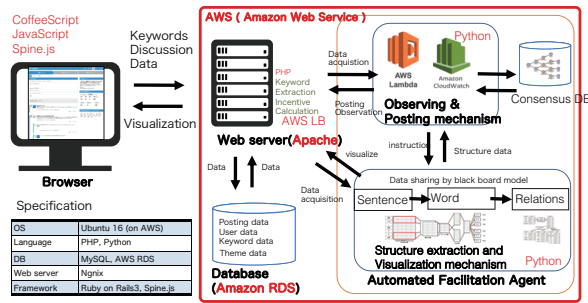 CoffeeScript
JavaScript
Spine.js
Keywords
Discussion
Data
Visualization
Browser
Specification
OS Ubuntu 16 (on AWS)
Language PHP, Python
DB MySQL, AWS RDS
Web server Ngnix
Framework Ruby on Rails3, Spine.js
AWS ( Amazon Web Service )
PHP
Keyword
Extraction
Incentive
Calculation
AWS LB
Web server(Apache)
Data
acquistion
Posting
Observation
Python
AWS
Lambda
Amazon
CloudWatch
Observing &
Posting mechanism
Consensus DB
instruction
Structure data
visualize
Data
Data
Data
acquisition
Posting data
User data
Keyword data
Theme data
Database
(Amazon RDS)
Data sharing by black board model
Sentence
Word
Relations
Structure extraction and
Visualization mechanism
Python
Automated Facilitation Agent